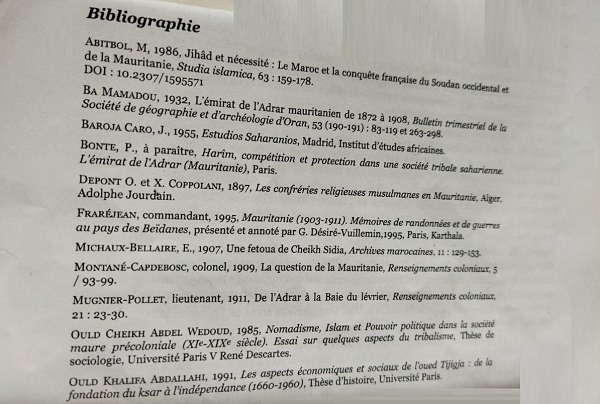 Bibliographie
ABITBOL, M, 1986, Jihâd et nécessité : Le Maroc et la conquête française du Soudan occidental et
de la Mauritanie, Studia islamica, 63 : 159-178.
DOI : 10.2307/1595571
BA MAMADOU, 1932, L'émirat de l'Adrar mauritanien de 1872 à 1908, Bulletin trimestriel de la
Société de géographie et d'archéologie d'Oran, 53 (190-191) : 83-119 et 263-298.
BAROJA CARO, J., 1955, Estudios Saharanios, Madrid, Institut d'études africaines.
BONTE, P., à paraître, Harîm, compétition et protection dans une société tribale saharienne.
L'émirat de l'Adrar (Mauritanie), Paris.
DEPONT O. et X. COPPOLANI, 1897, Les confréries religieuses musulmanes en Mauritanie, Alger,
Adolphe Jourdain.
FRARÉJEAN, commandant, 1995, Mauritanie (1903-1911). Mémoires de randonnées et de guerres
au pays des Beïdanes, présenté et annoté par G. Désiré-Vuillemin,1995, Paris, Karthala.
MICHAUX-BELLAIRE, E., 1907, Une fetoua de Cheikh Sidia, Archives marocaines, 11 : 129-153.
MONTANÉ-CAPDEBOSC, colonel, 1909, La question de la Mauritanie, Renseignements coloniaux, 5
/ 93-99.
MUGNIER-POLLET, lieutenant, 1911, De l'Adrar à la Baie du lévrier, Renseignements coloniaux,
21 : 23-30.
OULD CHEIKH ABDEL WEDOUD, 1985, Nomadisme, Islam et Pouvoir politique dans la société
maure précoloniale (XIe-XIXe siècle). Essai sur quelques aspects du tribalisme, Thèse de
sociologie, Université Paris V René Descartes.
OULD KHALIFA ABDALLAHI, 1991, Les aspects économiques et sociaux de l'oued Tijigja : de la
fondation du ksar à l'indépendance (1660-1960), Thèse d'histoire, Université Paris.